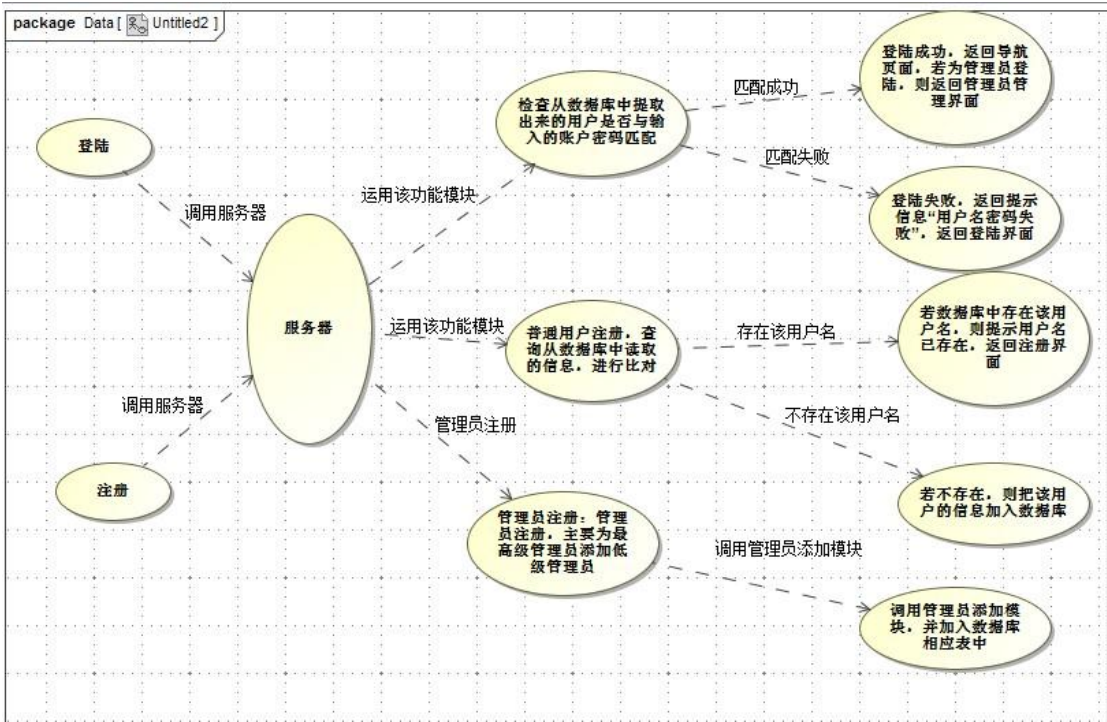 package Data [ Untitled2 ]
登陆
调用服务器
服务器
调用服务器
注册
运用该功能模块
检查从数据库中提取
出来的用户是否与输
入的账户密码匹配
匹配成功
登陆成功，返回导航
页面，若为管理员登
陆，则返回管理员管
理界面
匹配失败
登陆失败，返回提示
信息“用户名密码失
败”，返回登陆界面
运用该功能模块
普通用户注册，查
询从数据库中读取
的信息，进行比对
存在该用户名
若数据库中存在该用
户名，则提示用户名
已存在，返回注册界
面
不存在该用户名
若不存在，则把该用
户的信息加入数据库
管理员注册
管理员注册：管理
员注册，主要为最
高级管理员添加低
级管理员
调用管理员添加模块
调用管理员添加模
块，并加入数据库
相应表中